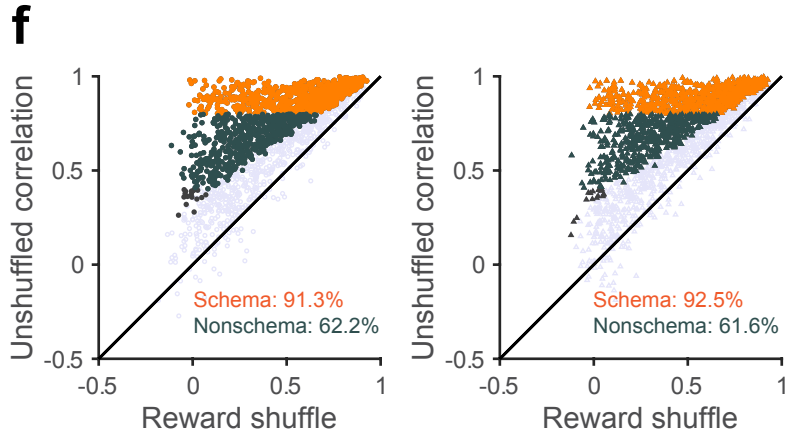 f
Unshuffled correlation
1
0.5
0
-0.5
Schema: 91.3%
Nonschema: 62.2%
-0.5 0 0.5 1
Reward shuffle
Unshuffled correlation
1
0.5
0
-0.5
Schema: 92.5%
Nonschema: 61.6%
-0.5 0 0.5 1
Reward shuffle